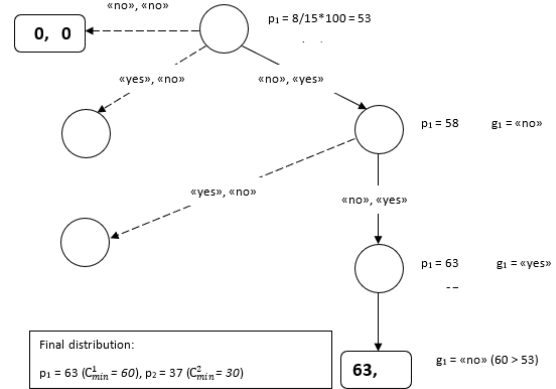 «no», «no»
p₁ = 8/15*100 = 53
0, 0
«yes», «no»
«no», «yes»
p₁ = 58
g₁ = «no»
«yes», «no»
«no», «yes»
p₁ = 63
g₁ = «yes»
Final distribution:
p₁ = 63 (C¹min = 60), p₂ = 37 (C²min = 30)
63,
g₁ = «no» (60 > 53)